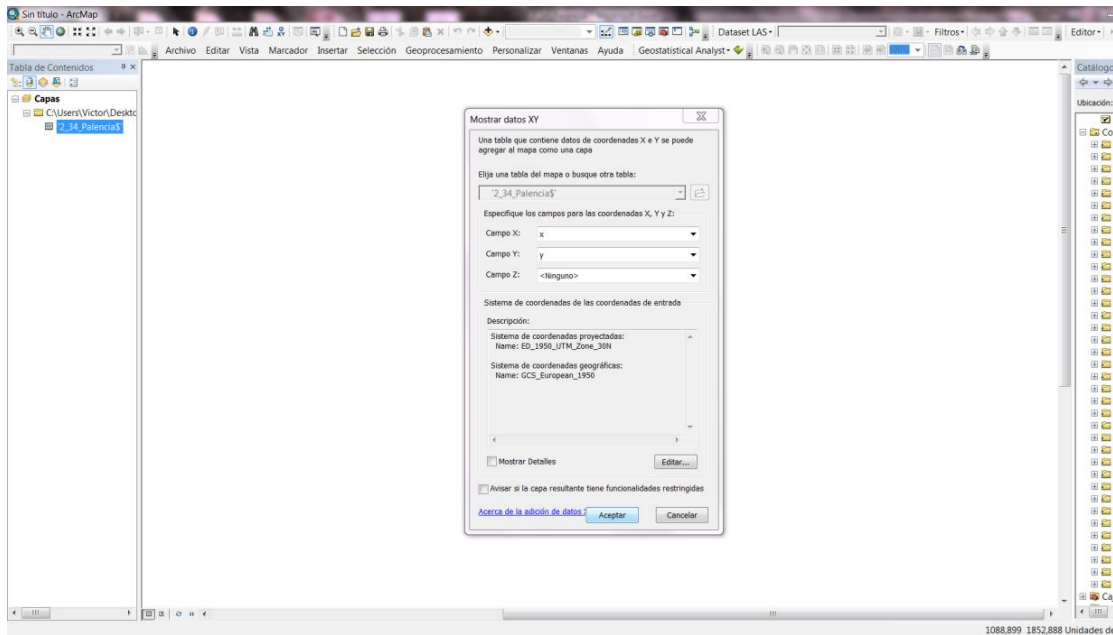 Sin título - ArcMap
Dataset LAS
Filtros
Editor
Archivo Editar Vista Marcador Insertar Selección Geoprocesamiento Personalizar Ventanas Ayuda Geostatistical Analyst
Tabla de Contenidos
Capas
C:\Users\Victor\Deskto
'2_34_Palencia$'
Mostrar datos XY
Una tabla que contiene datos de coordenadas X e Y se puede
agregar al mapa como una capa
Elija una tabla del mapa o busque otra tabla:
'2_34_Palencia$'
Especifique los campos para las coordenadas X, Y y Z:
Campo X: x
Campo Y: y
Campo Z: <Ninguno>
Sistema de coordenadas de las coordenadas de entrada
Descripción:
Sistema de coordenadas proyectadas:
Name: ED_1950_UTM_Zone_30N
Sistema de coordenadas geográficas:
Name: GCS_European_1950
Mostrar Detalles
Editar...
Avisar si la capa resultante tiene funcionalidades restringidas
Acerca de la adición de datos
Aceptar
Cancelar
Catálogo
Ubicación:
Co
Ca
1088,899 1852,888 Unidades de